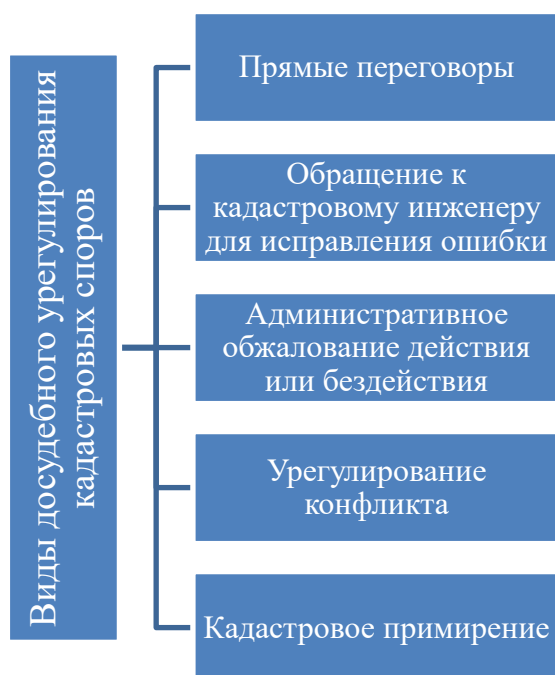 Виды досудебного урегулирования
кадастровых споров
Прямые переговоры
Обращение к
кадастровому инженеру
для исправления ошибки
Административное
обжалование действия
или бездействия
Урегулирование
конфликта
Кадастровое примирение